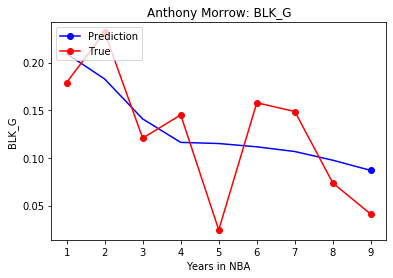 Anthony Morrow: BLK_G
Prediction
True
BLK_G
0.20
0.15
0.10
0.05
1 2 3 4 5 6 7 8 9
Years in NBA